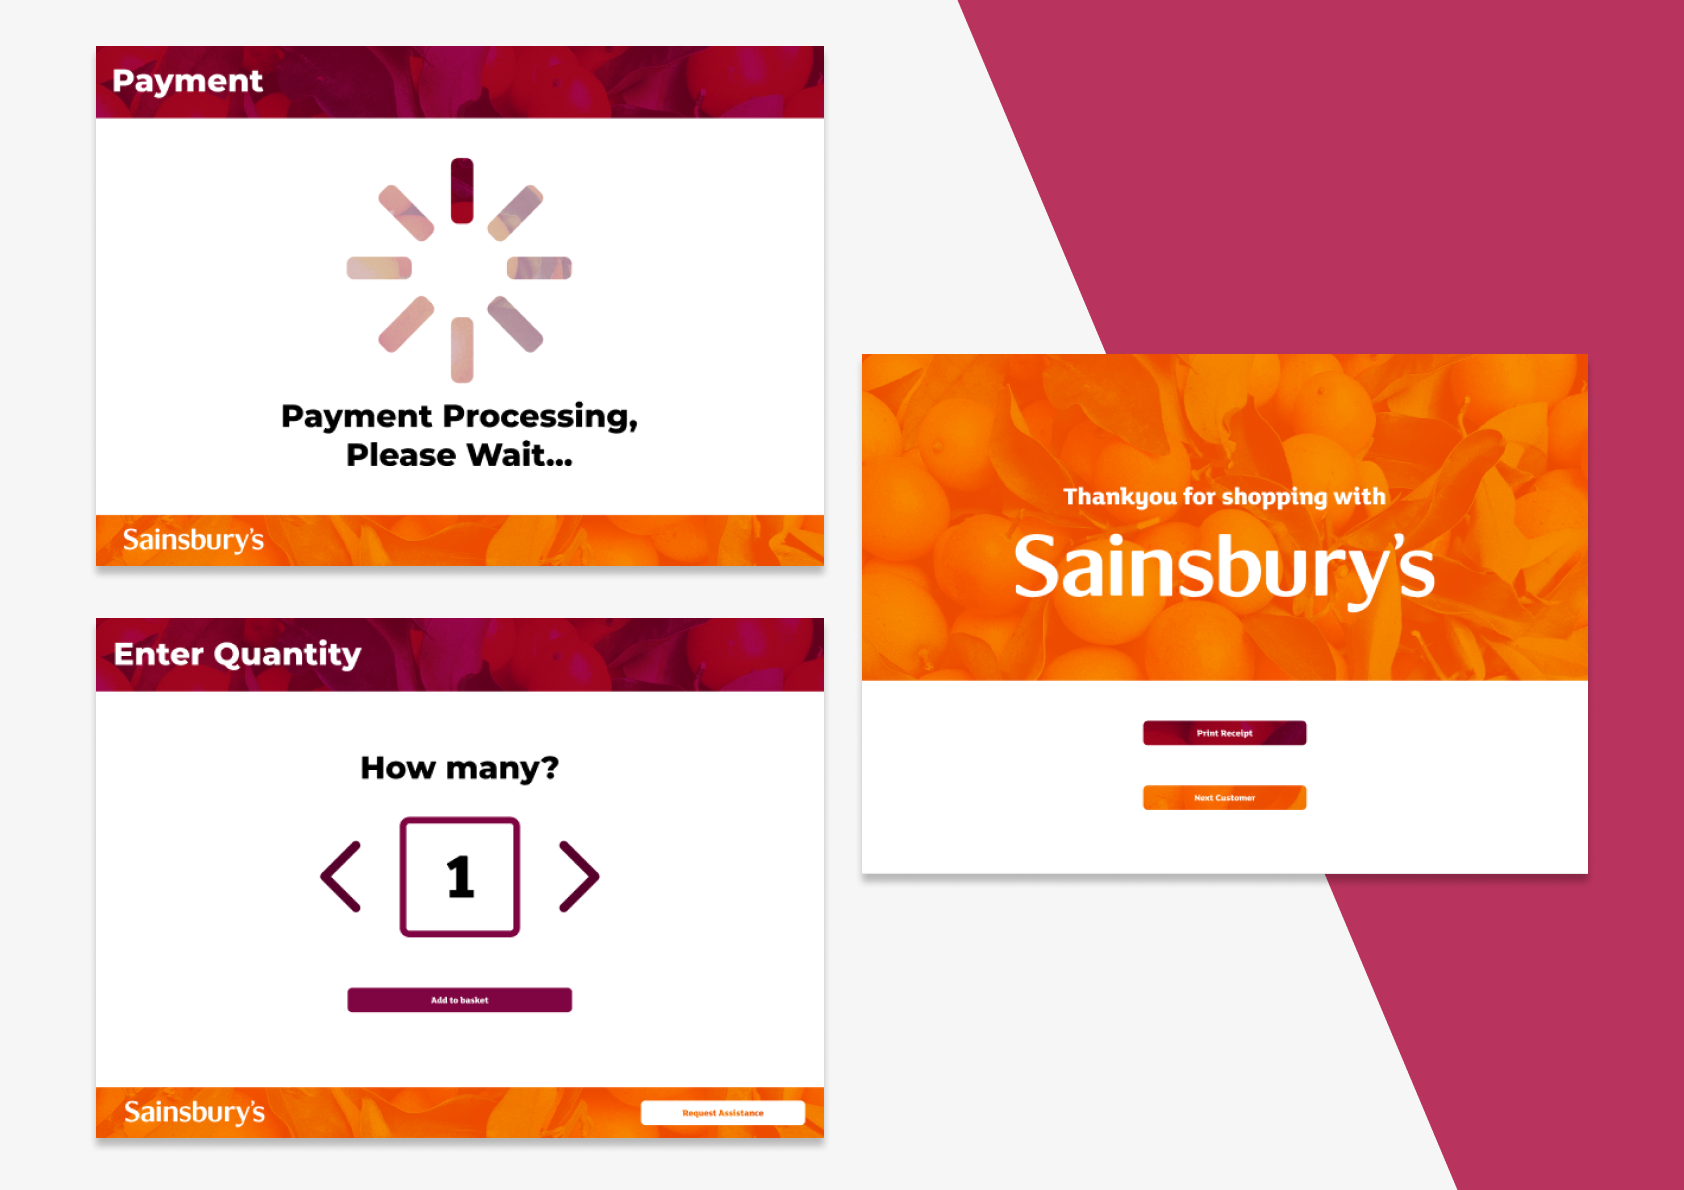 Payment
Payment Processing,
Please Wait...
Sainsbury's
Enter Quantity
How many?
1
Add to basket
Sainsbury's
Request Assistance
Thankyou for shopping with
Sainsbury's
Print Receipt
Next Customer